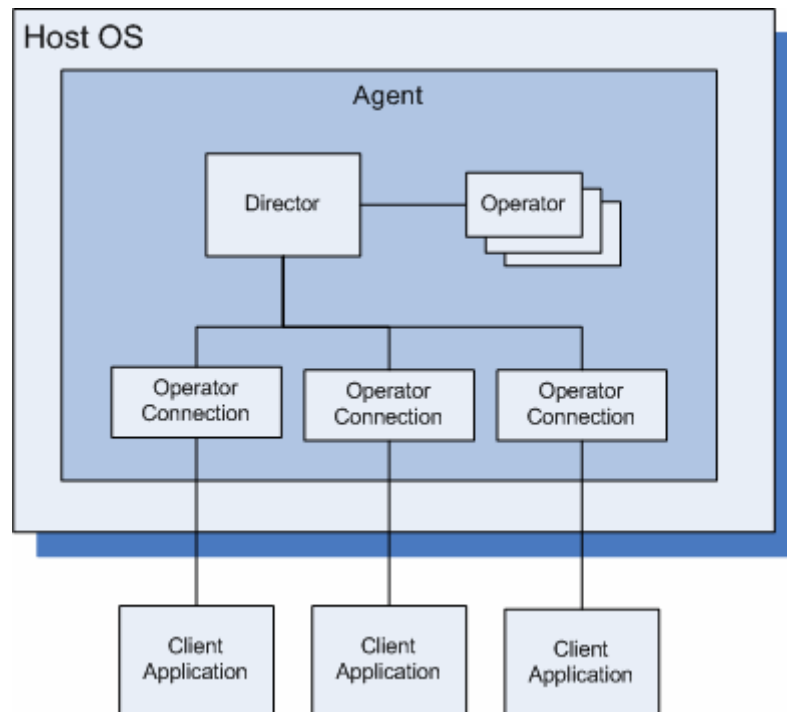 Host OS
Agent
Director
Operator
Operator
Connection
Operator
Connection
Operator
Connection
Client
Application
Client
Application
Client
Application